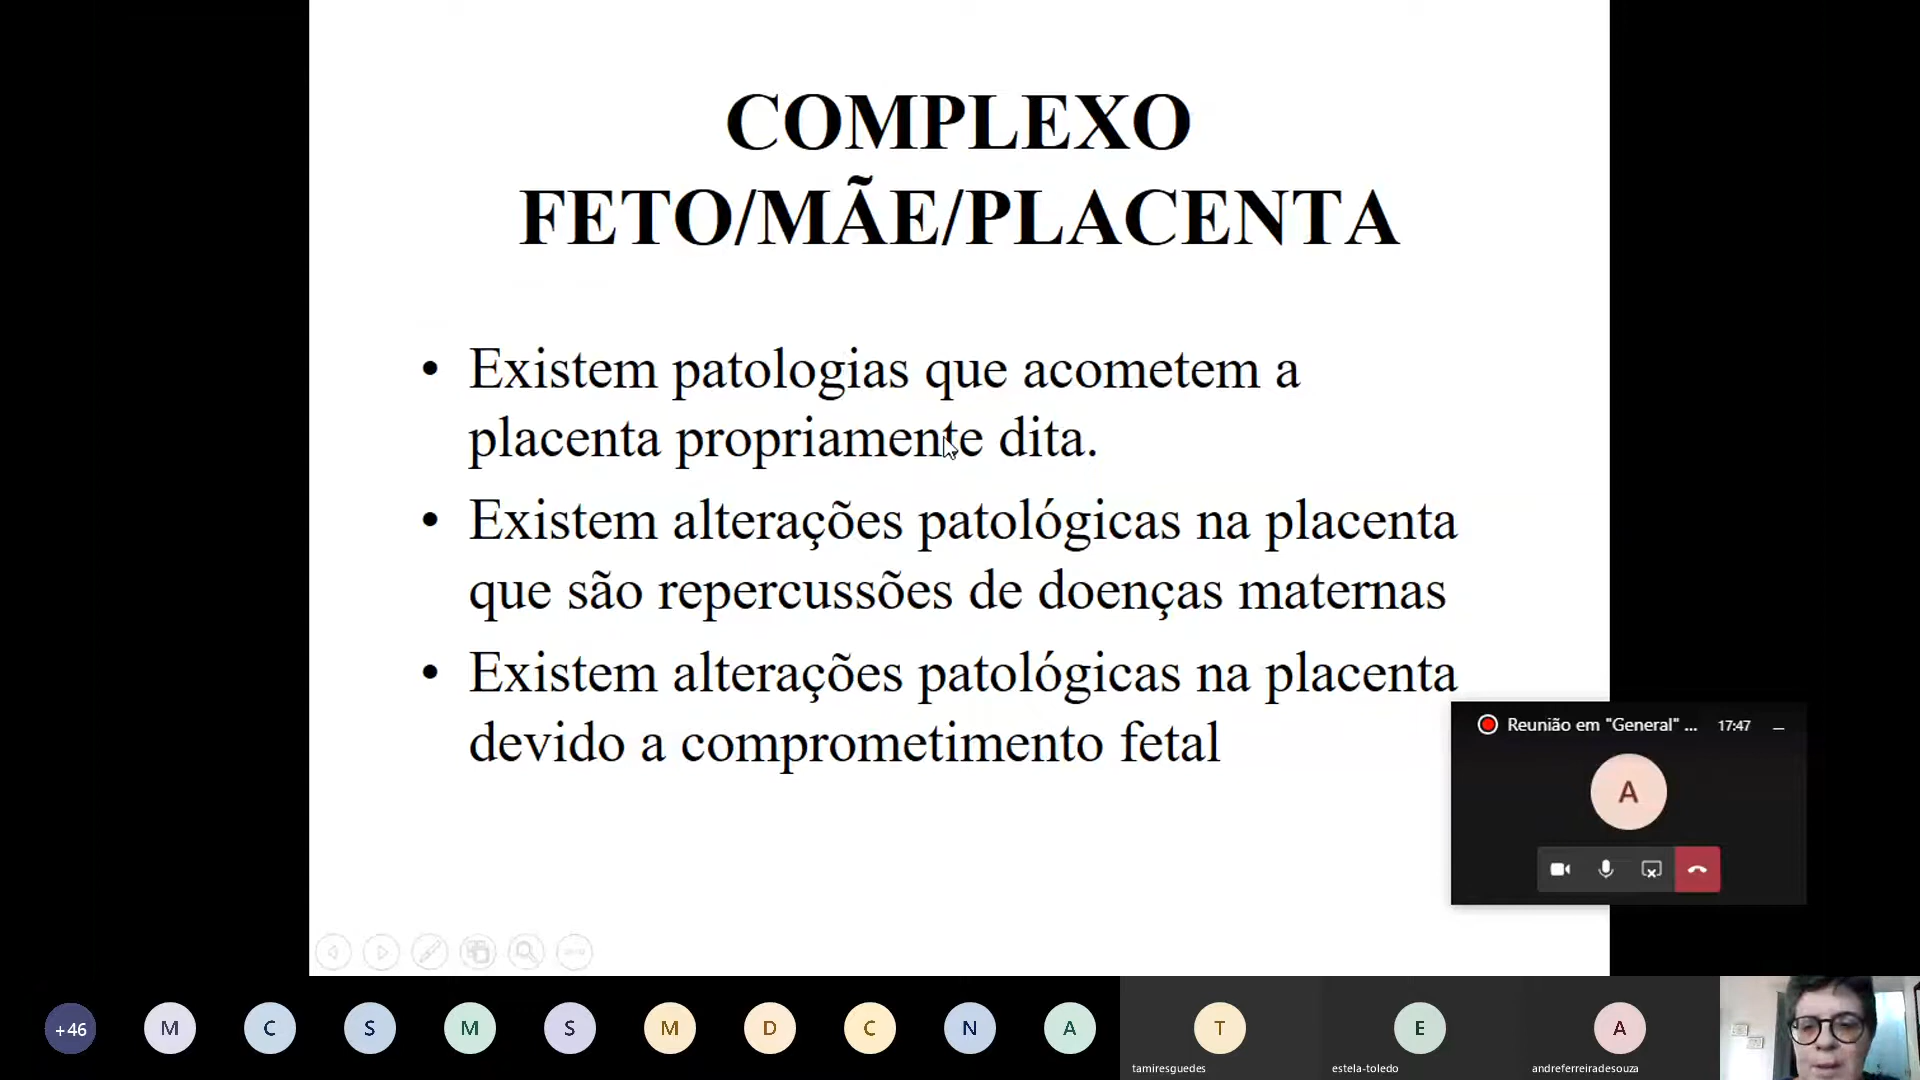 COMPLEXO
FETO/MÃE/PLACENTA
• Existem patologias que acometem a
placenta propriamente dita.
• Existem alterações patológicas na placenta
que são repercussões de doenças maternas
• Existem alterações patológicas na placenta
devido a comprometimento fetal
Reunião em "General" ... 17:47
A
+46 M C S M S M D C N A T E A
tamiresguedes estela-toledo andreferreiradesouza